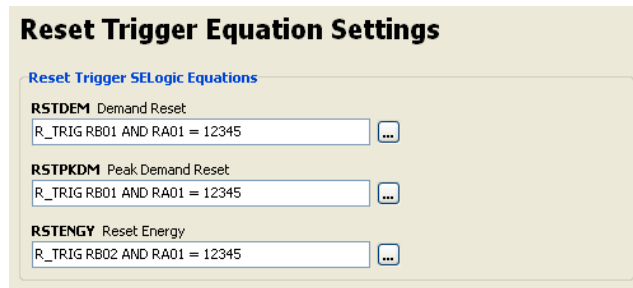 Reset Trigger Equation Settings
Reset Trigger SELogic Equations
RSTDEM Demand Reset
R_TRIG RB01 AND RA01 = 12345
...
RSTPKDM Peak Demand Reset
R_TRIG RB01 AND RA01 = 12345
...
RSTENGY Reset Energy
R_TRIG RB02 AND RA01 = 12345
...